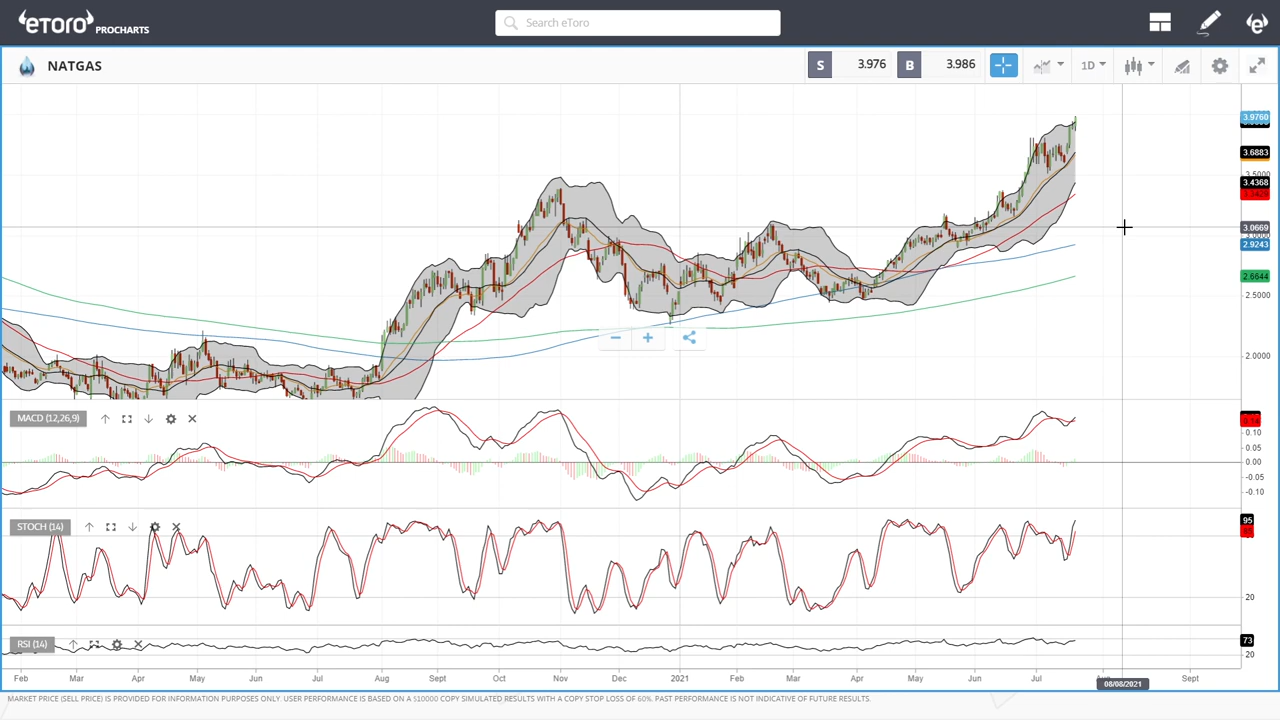 eToro PROCHARTS
Search eToro
NATGAS
S 3.976 B 3.986 1D
3.9760
3.6883
3.5000
3.4368
3.0669
3.0000
2.9243
2.6644
2.5000
2.0000
MACD (12,26,9)
0.10
0.05
0.00
-0.05
-0.10
STOCH (14)
95
20
RSI (14)
73
20
Feb Mar Apr May Jun Jul Aug Sept Oct Nov Dec 2021 Feb Mar Apr May Jun Jul Sept
08/08/2021
MARKET PRICE (SELL PRICE) IS PROVIDED FOR INFORMATION PURPOSES ONLY. USER PERFORMANCE IS BASED ON A $10000 COPY SIMULATED RESULTS WITH A COPY STOP LOSS OF 60%. PAST PERFORMANCE IS NOT INDICATIVE OF FUTURE RESULTS.